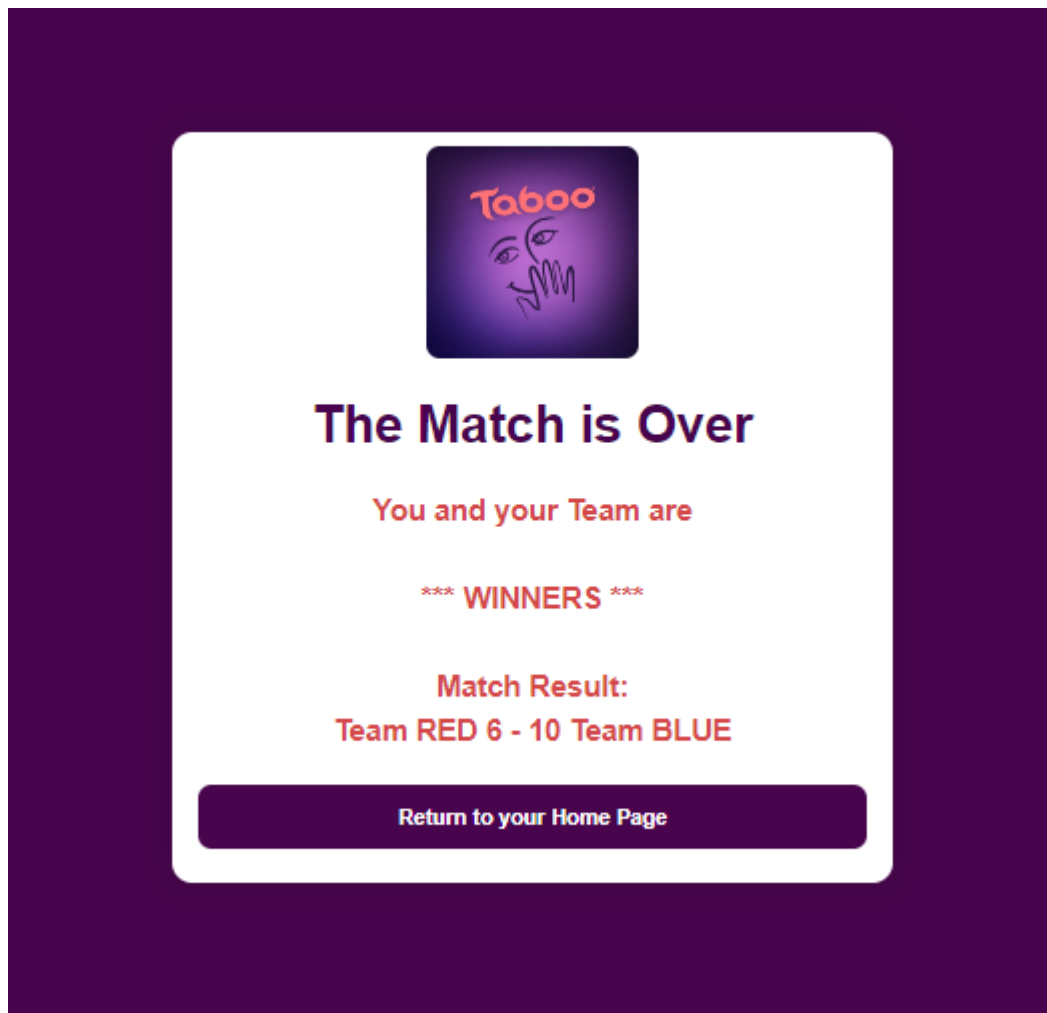 Taboo
The Match is Over
You and your Team are
*** WINNERS ***
Match Result:
Team RED 6 - 10 Team BLUE
Return to your Home Page